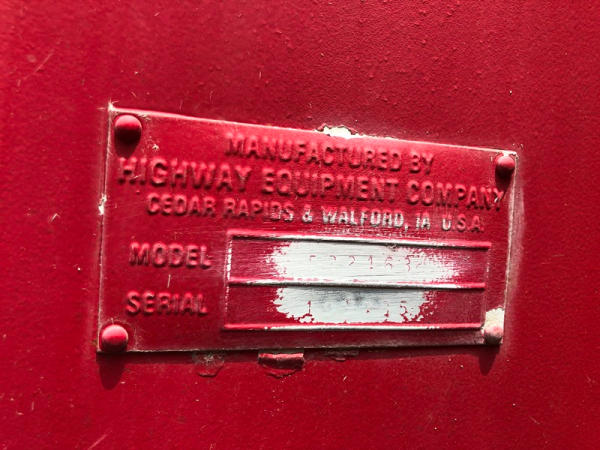 MANUFACTURED BY
HIGHWAY EQUIPMENT COMPANY
CEDAR RAPIDS & WALFORD, IA U.S.A.
MODEL
SERIAL